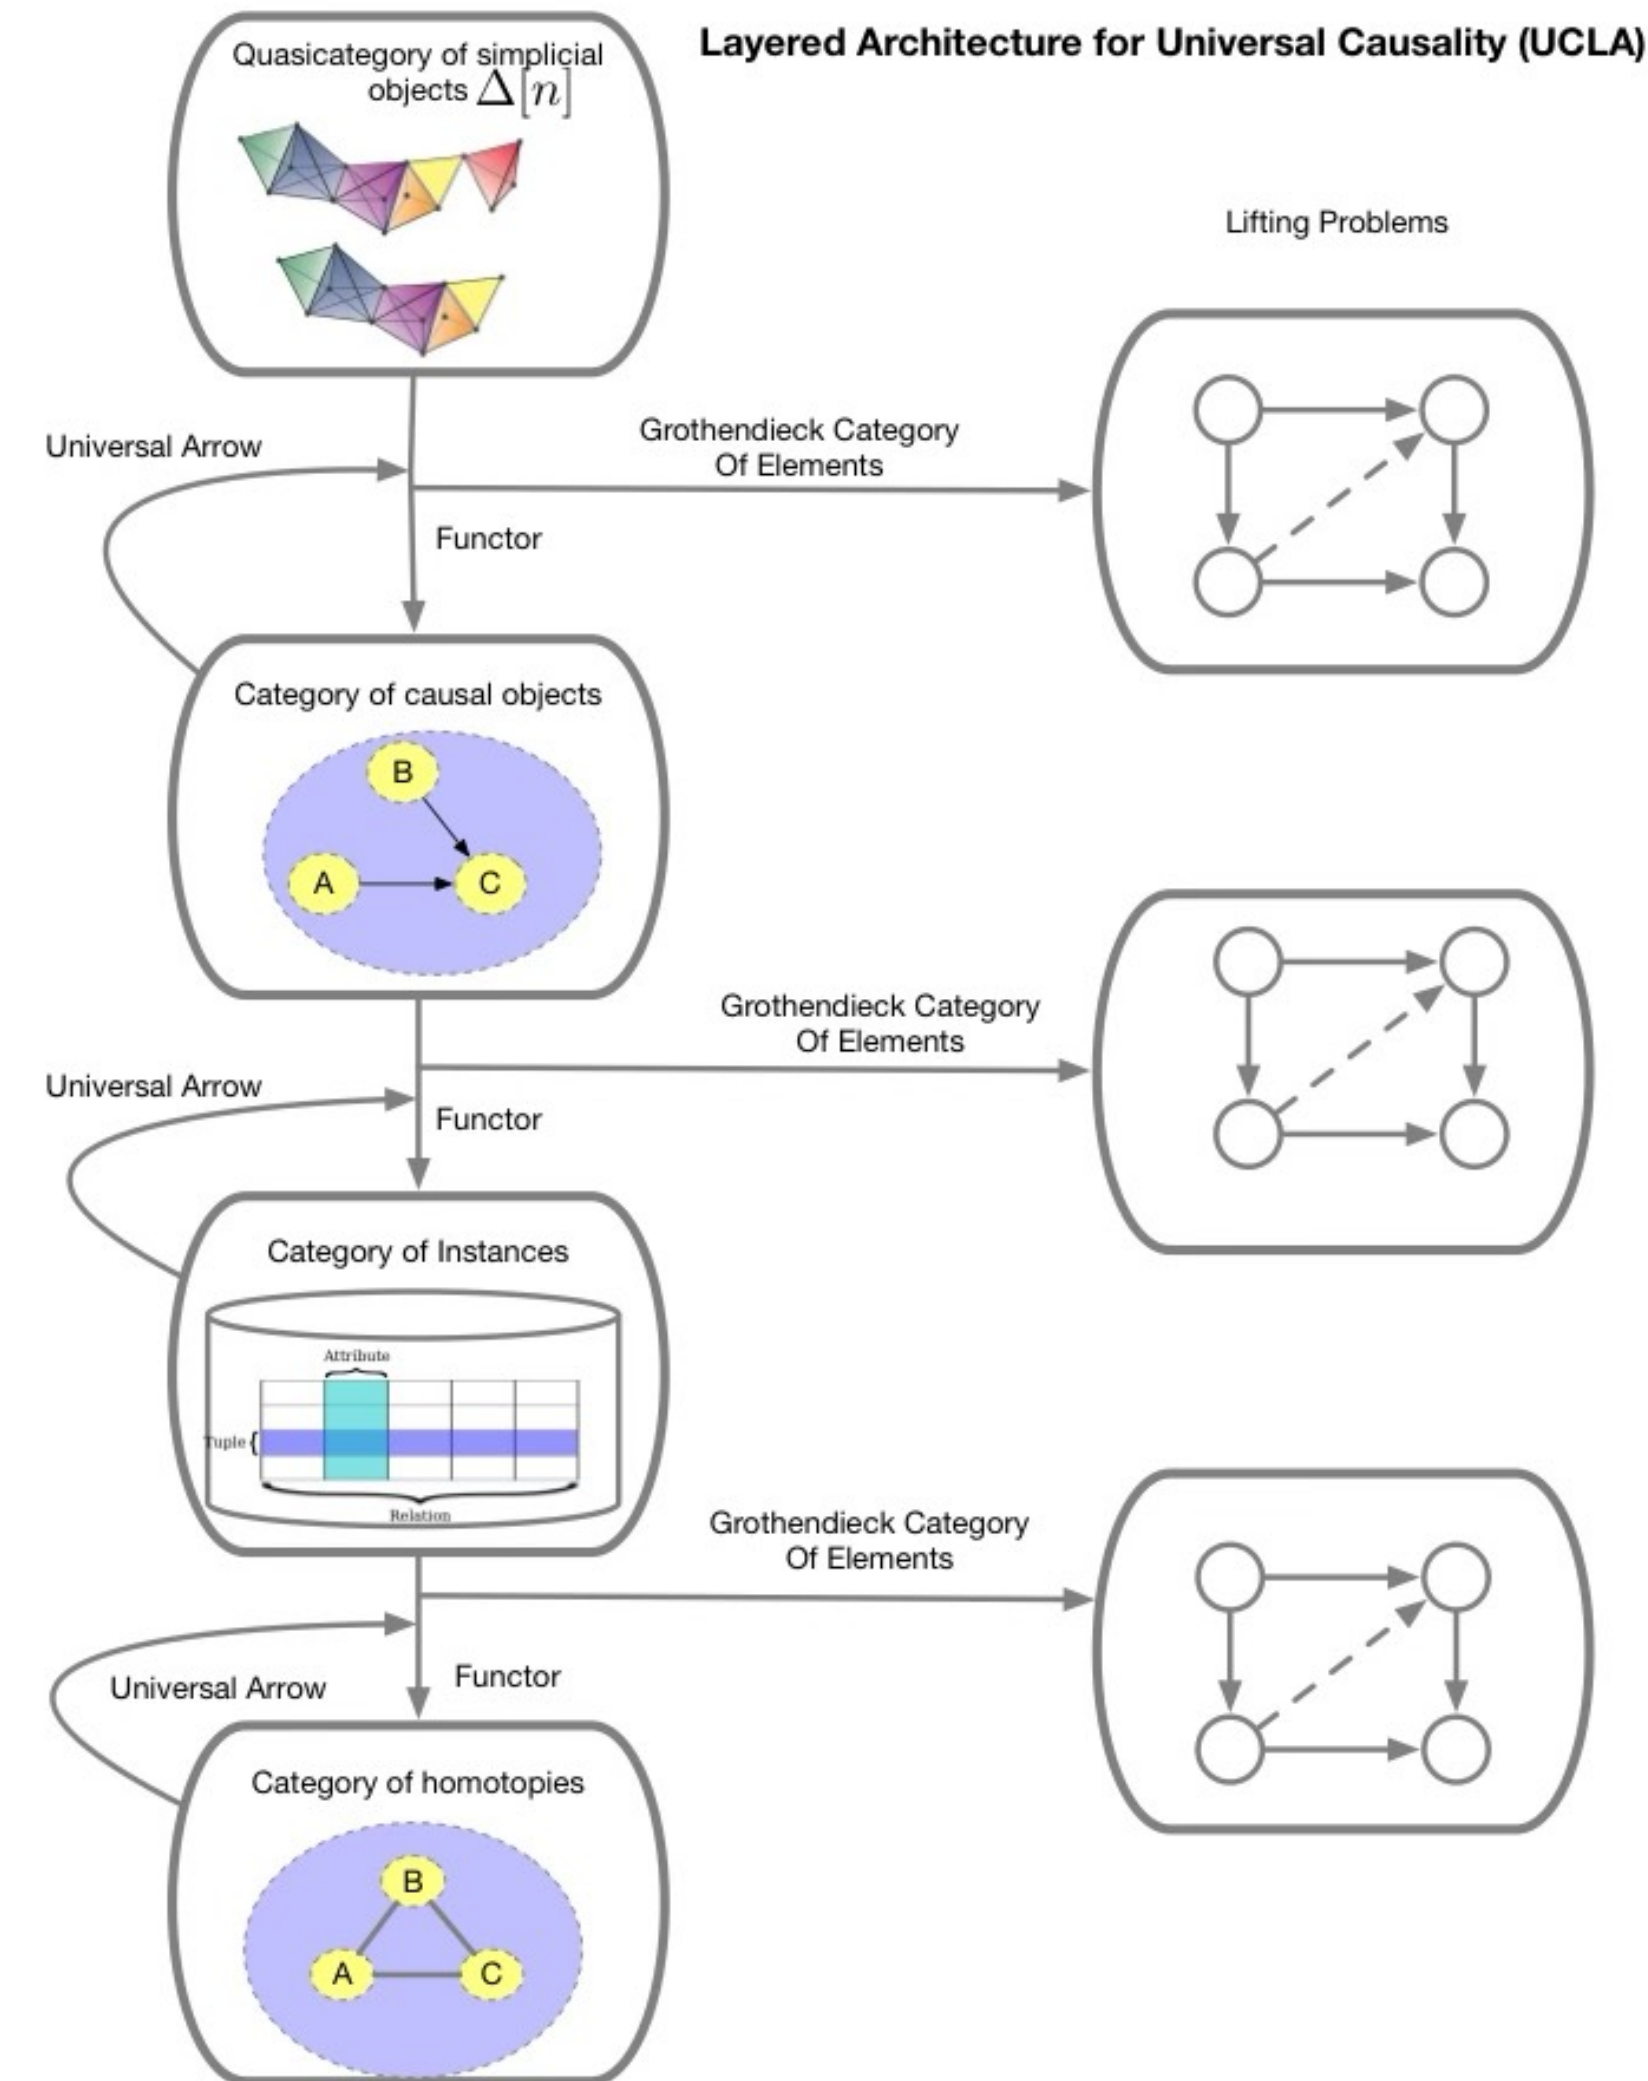 Layered Architecture for Universal Causality (UCLA)
Quasicategory of simplicial
objects Δ[n]
Lifting Problems
Universal Arrow
Grothendieck Category
Of Elements
Functor
Category of causal objects
B
A
C
Grothendieck Category
Of Elements
Universal Arrow
Functor
Category of Instances
Attribute
Tuple {
Relation
Grothendieck Category
Of Elements
Universal Arrow
Functor
Category of homotopies
B
A
C